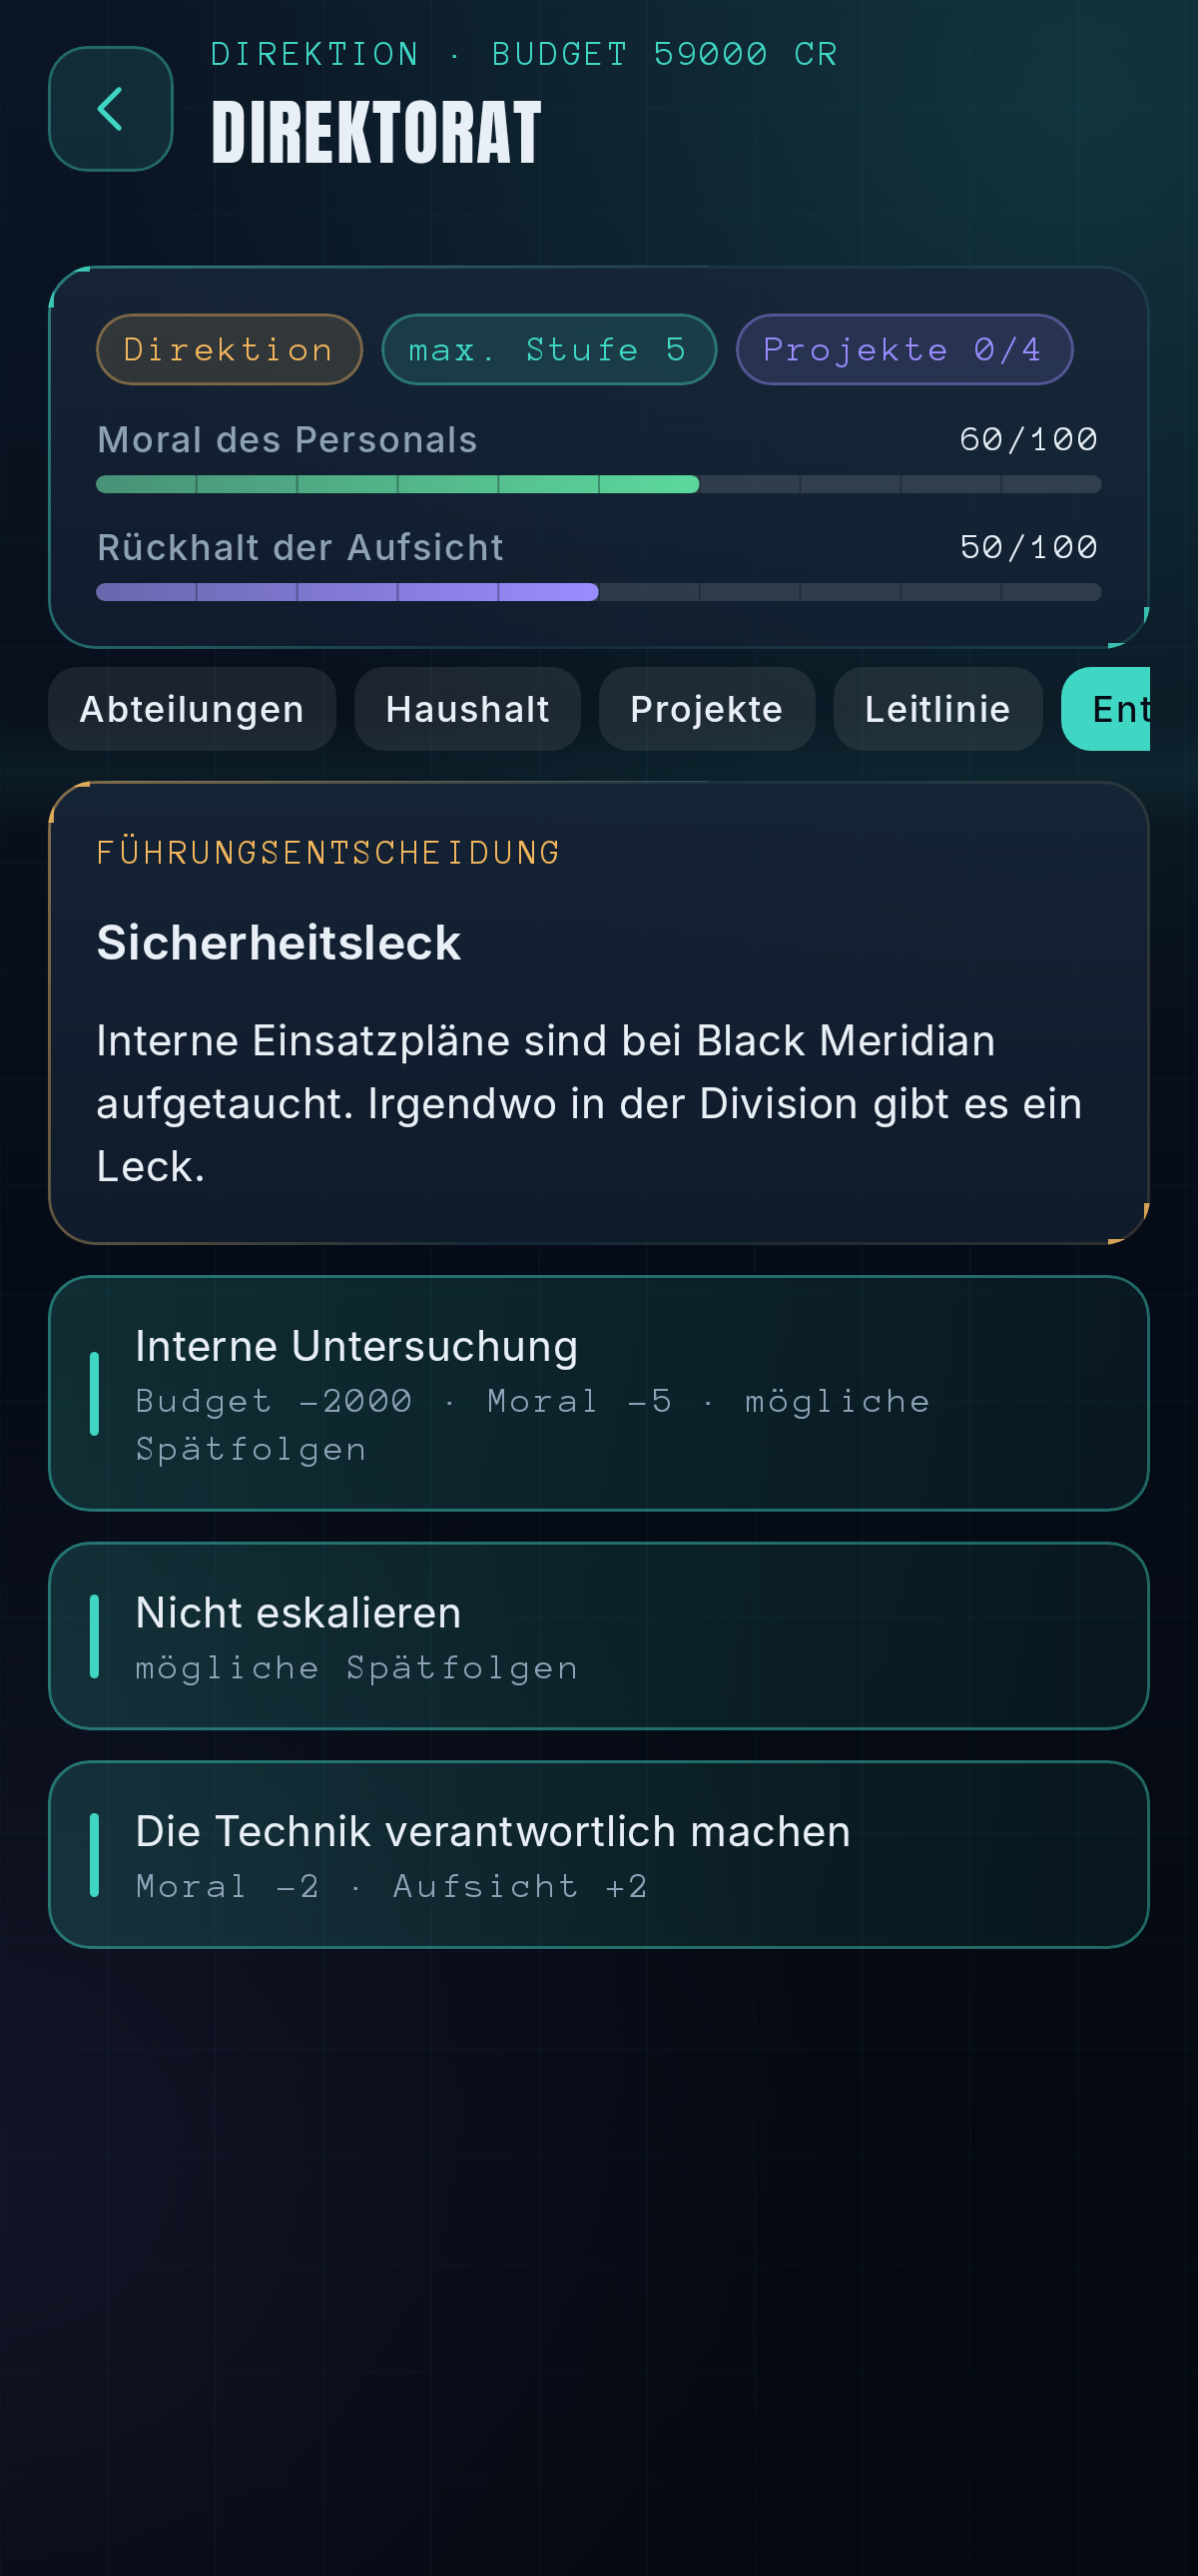 DIREKTION · BUDGET 59000 CR
DIREKTORAT
Direktion max. Stufe 5 Projekte 0/4
Moral des Personals 60/100
Rückhalt der Aufsicht 50/100
Abteilungen Haushalt Projekte Leitlinie Ent
FÜHRUNGSENTSCHEIDUNG
Sicherheitsleck
Interne Einsatzpläne sind bei Black Meridian
aufgetaucht. Irgendwo in der Division gibt es ein
Leck.
Interne Untersuchung
Budget -2000 · Moral -5 · mögliche
Spätfolgen
Nicht eskalieren
mögliche Spätfolgen
Die Technik verantwortlich machen
Moral -2 · Aufsicht +2